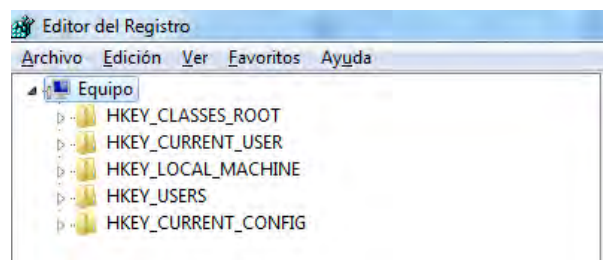 Editor del Registro
Archivo Edición Ver Favoritos Ayuda
Equipo
HKEY_CLASSES_ROOT
HKEY_CURRENT_USER
HKEY_LOCAL_MACHINE
HKEY_USERS
HKEY_CURRENT_CONFIG